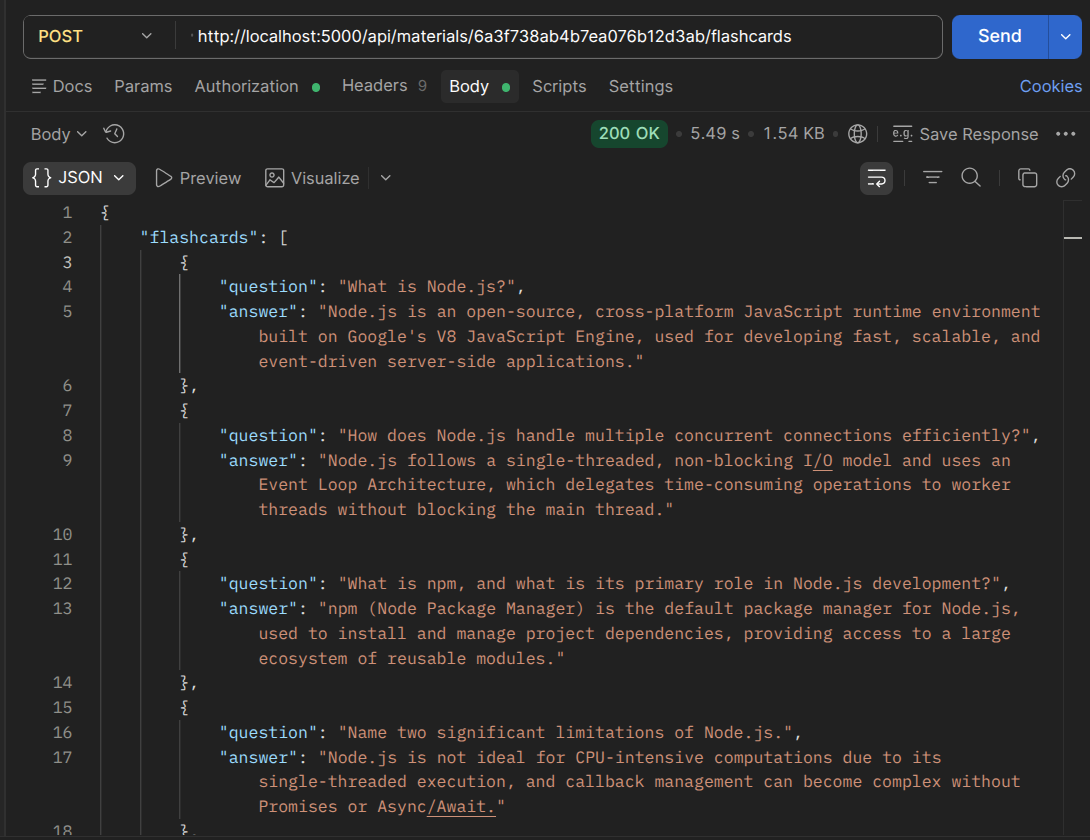 POST http://localhost:5000/api/materials/6a3f738ab4b7ea076b12d3ab/flashcards Send
Docs Params Authorization Headers 9 Body Scripts Settings Cookies
Body 200 OK 5.49 s 1.54 KB e.g. Save Response
{} JSON Preview Visualize
1 {
2 "flashcards": [
3 {
4 "question": "What is Node.js?",
5 "answer": "Node.js is an open-source, cross-platform JavaScript runtime environment
built on Google's V8 JavaScript Engine, used for developing fast, scalable, and
event-driven server-side applications."
6 },
7 {
8 "question": "How does Node.js handle multiple concurrent connections efficiently?",
9 "answer": "Node.js follows a single-threaded, non-blocking I/O model and uses an
Event Loop Architecture, which delegates time-consuming operations to worker
threads without blocking the main thread."
10 },
11 {
12 "question": "What is npm, and what is its primary role in Node.js development?",
13 "answer": "npm (Node Package Manager) is the default package manager for Node.js,
used to install and manage project dependencies, providing access to a large
ecosystem of reusable modules."
14 },
15 {
16 "question": "Name two significant limitations of Node.js.",
17 "answer": "Node.js is not ideal for CPU-intensive computations due to its
single-threaded execution, and callback management can become complex without
Promises or Async/Await."
18 }